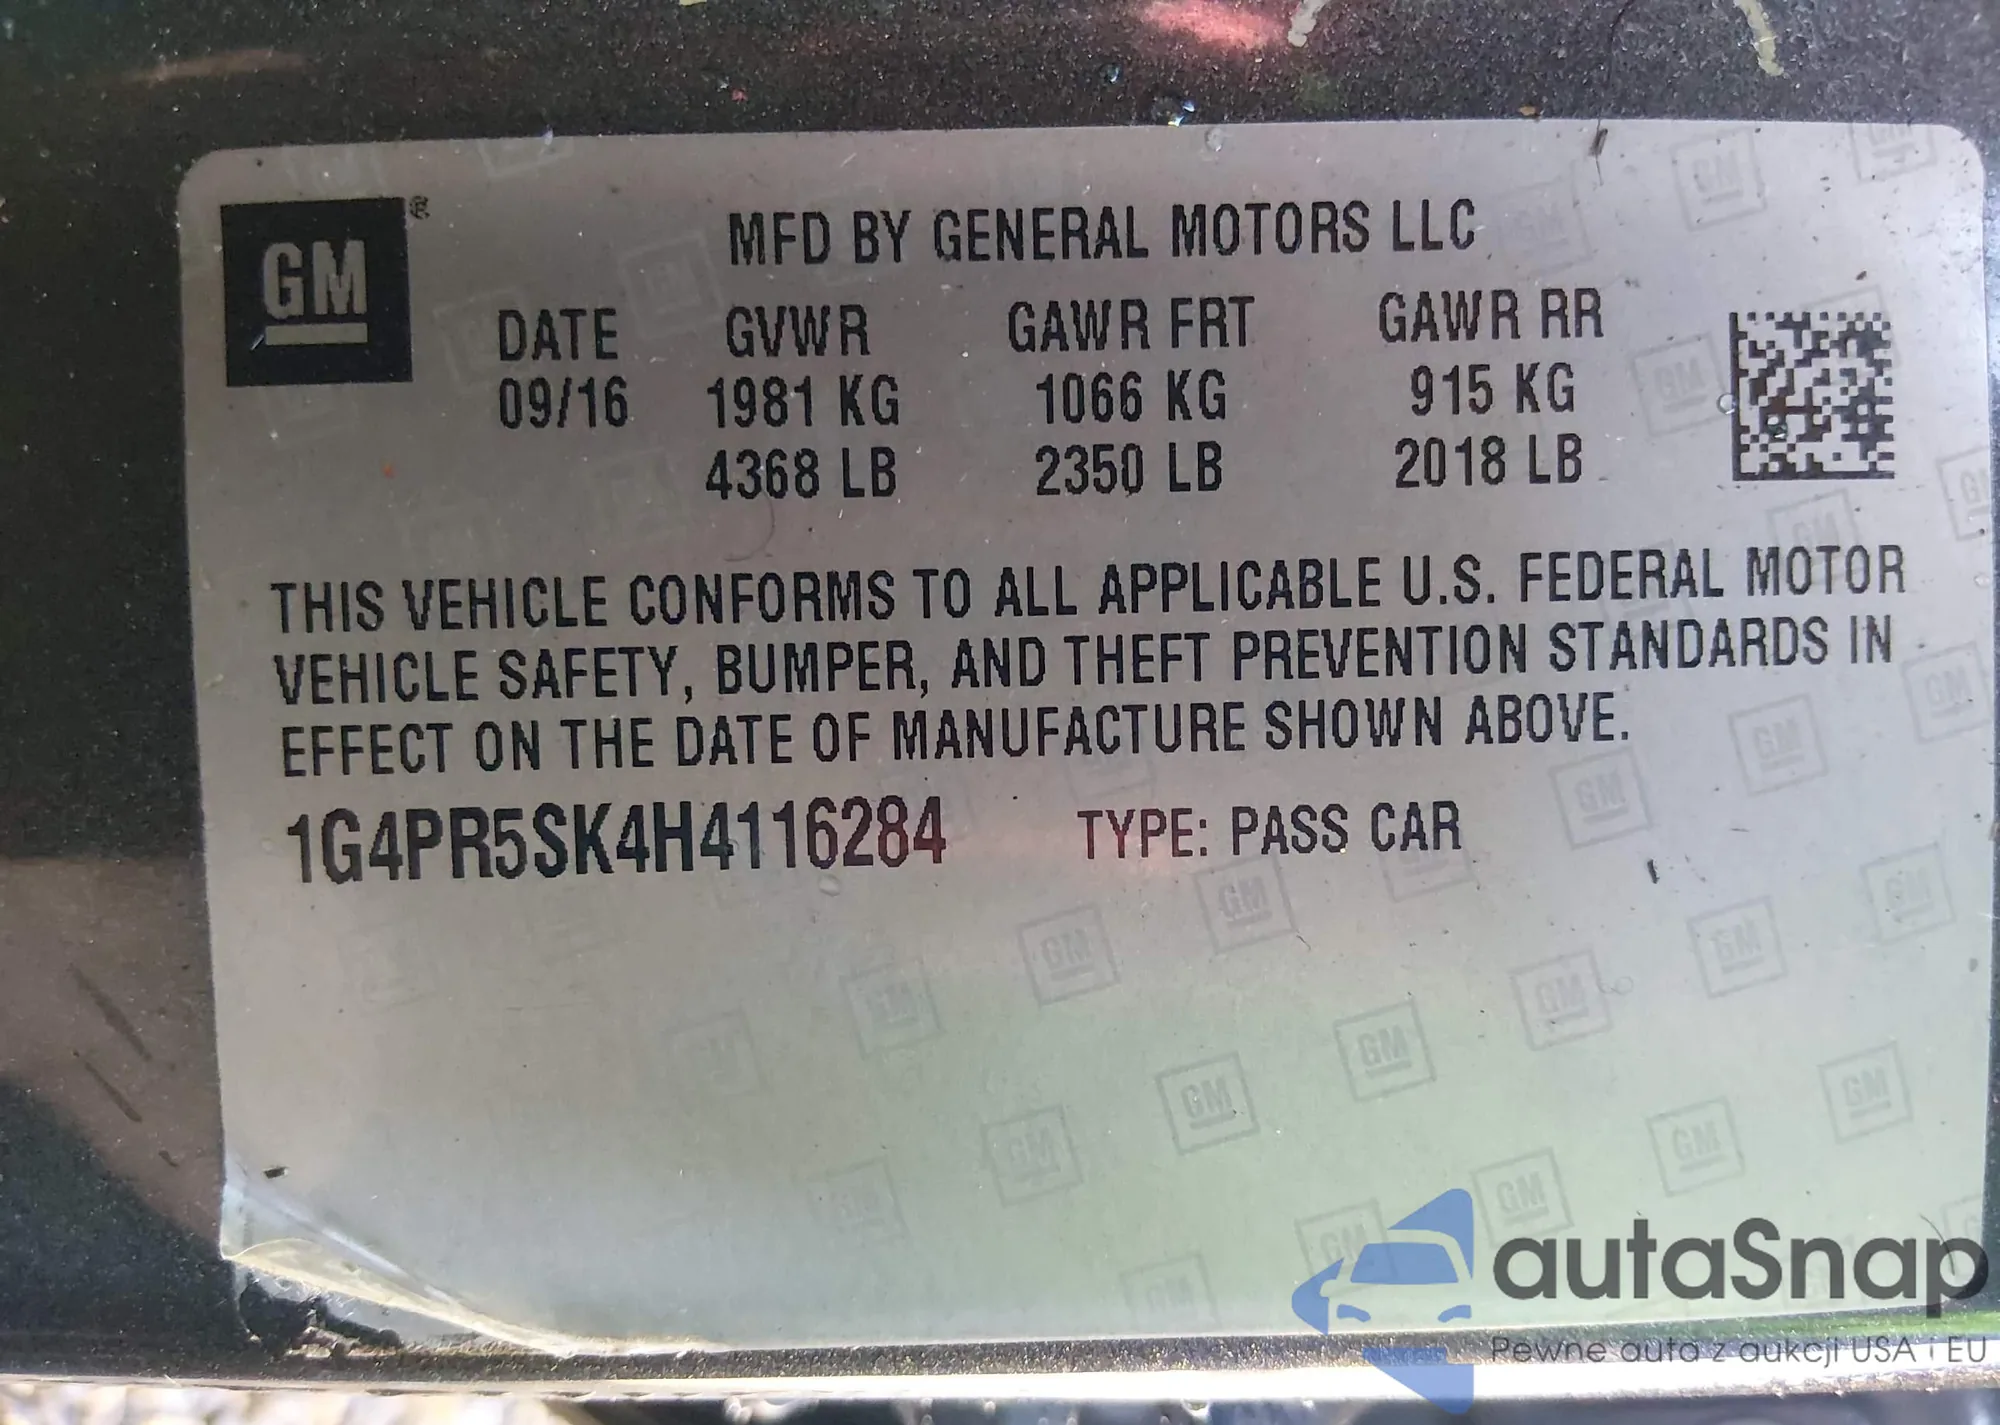 GM®
MFD BY GENERAL MOTORS LLC
DATE GVWR GAWR FRT GAWR RR
09/16 1981 KG 1066 KG 915 KG
4368 LB 2350 LB 2018 LB
THIS VEHICLE CONFORMS TO ALL APPLICABLE U.S. FEDERAL MOTOR
VEHICLE SAFETY, BUMPER, AND THEFT PREVENTION STANDARDS IN
EFFECT ON THE DATE OF MANUFACTURE SHOWN ABOVE.
1G4PR5SK4H4116284 TYPE: PASS CAR
autaSnap
Pewne auta z aukcji USA i EU